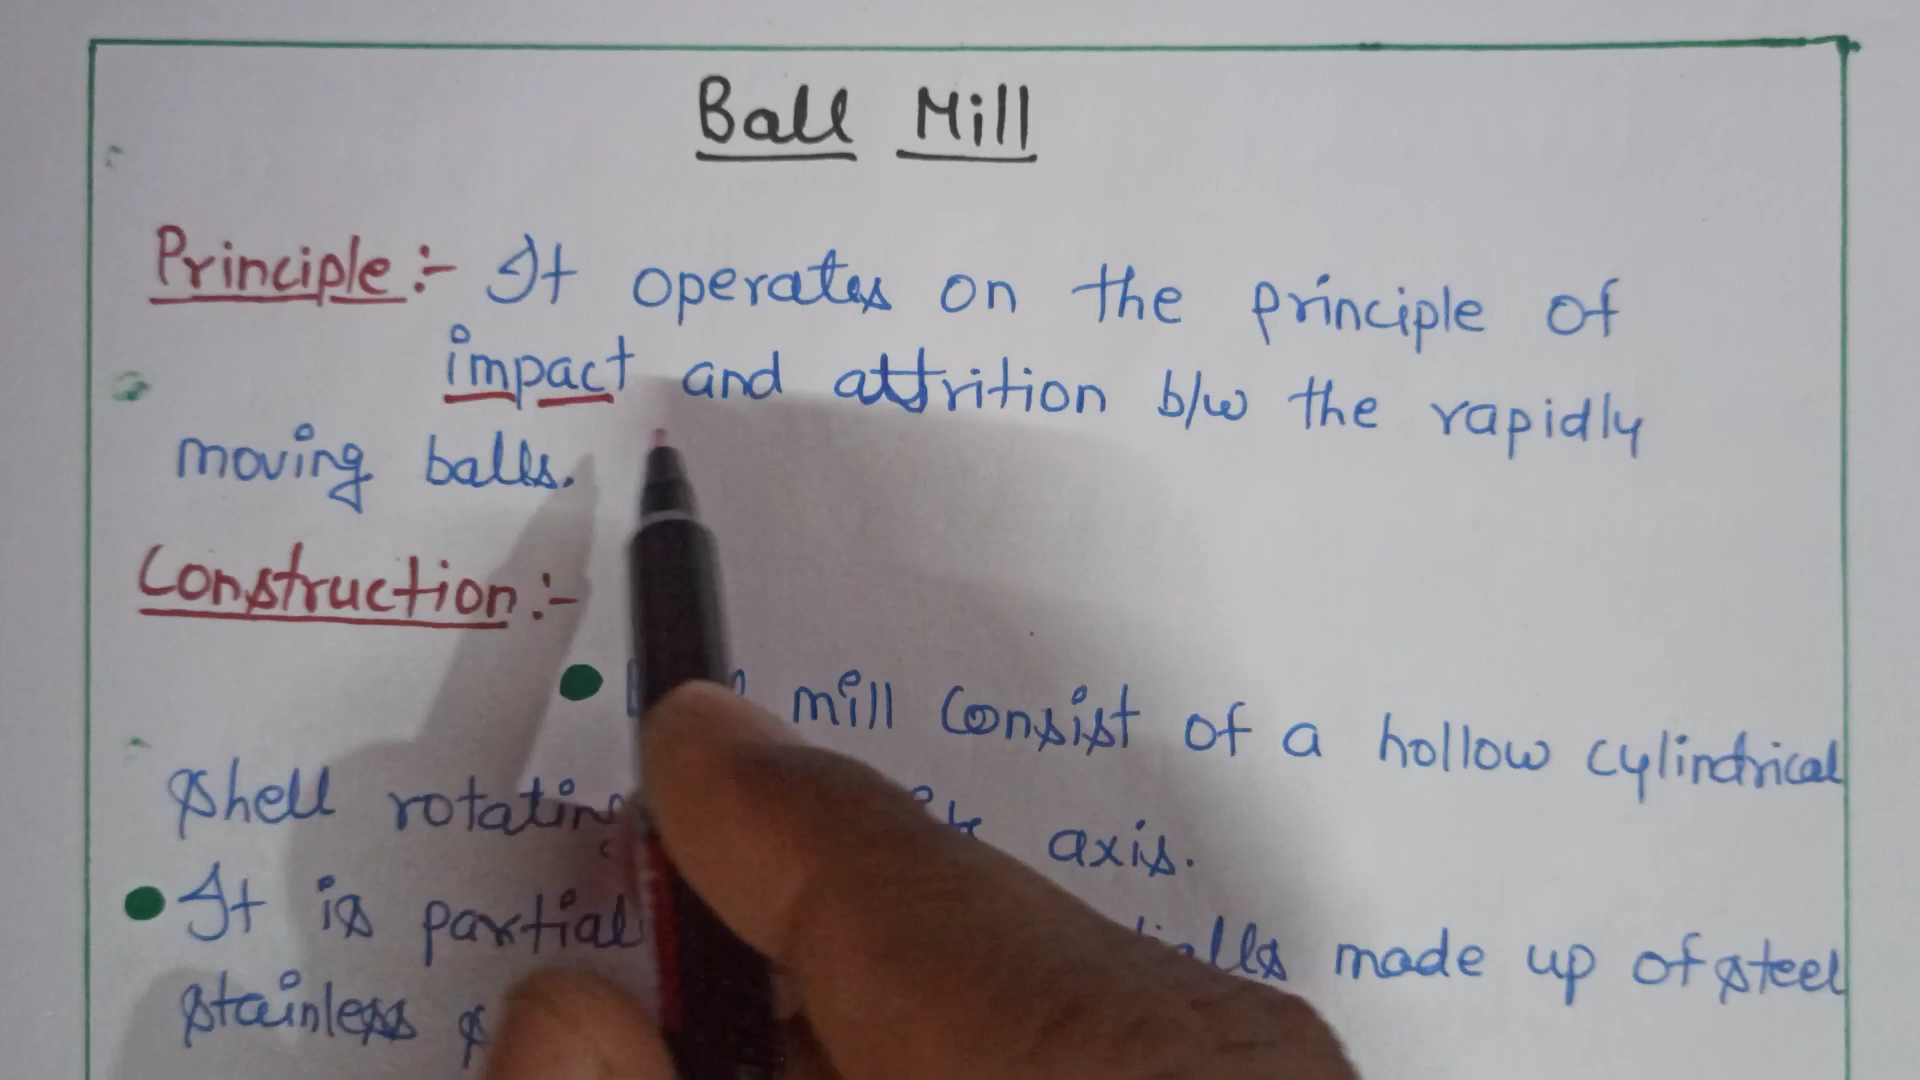 Ball Mill
Principle:- It operates on the principle of
impact and attrition b/w the rapidly
moving balls.
Construction:-
mill consist of a hollow cylindrical
shell rotating axis.
It is made up of steel
stainless